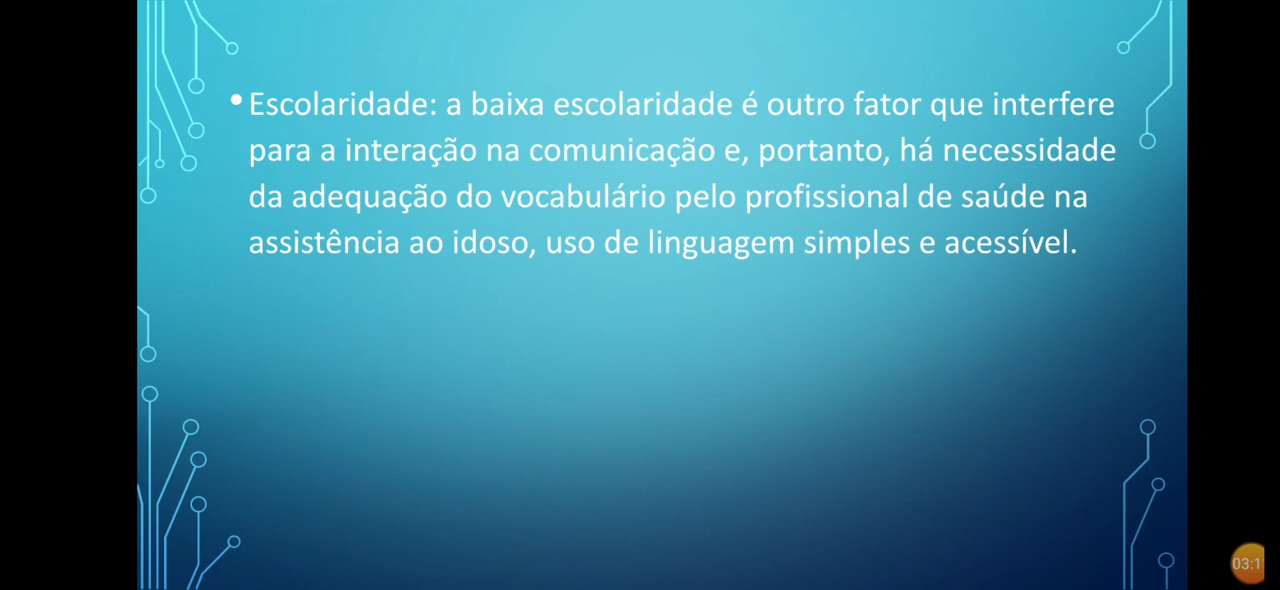 • Escolaridade: a baixa escolaridade é outro fator que interfere
para a interação na comunicação e, portanto, há necessidade
da adequação do vocabulário pelo profissional de saúde na
assistência ao idoso, uso de linguagem simples e acessível.